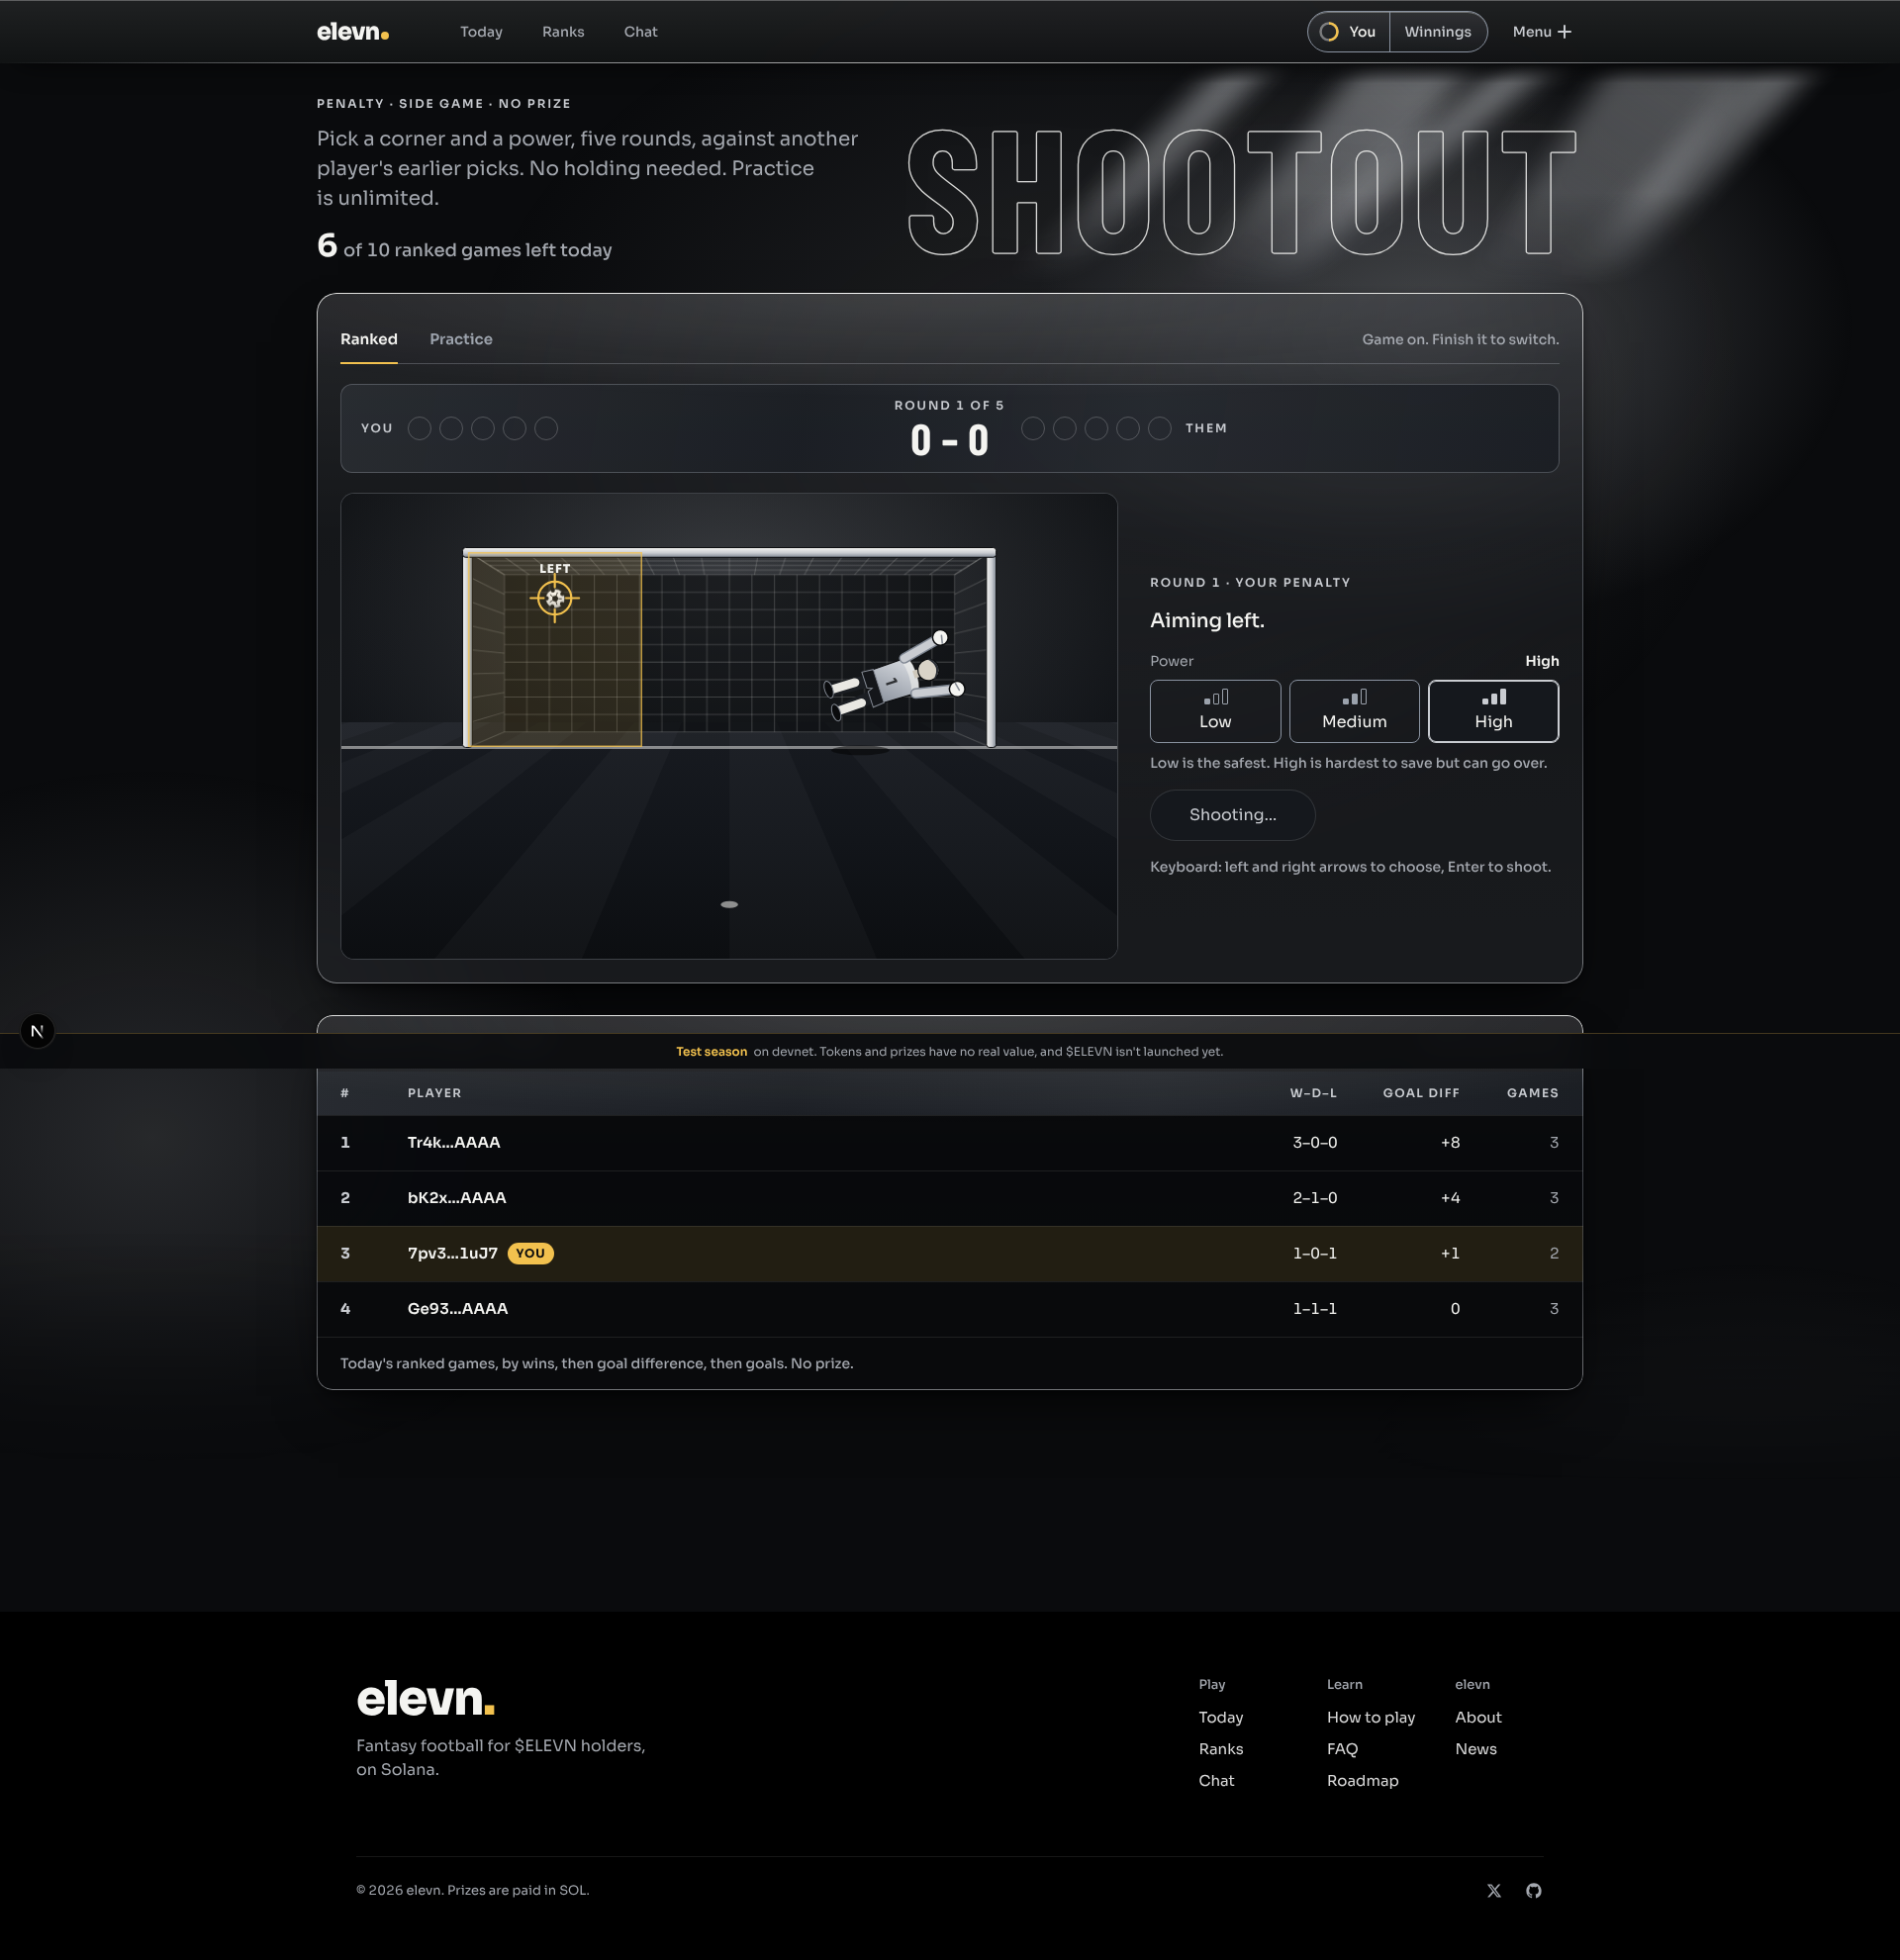 elevn.
Today
Ranks
Chat
You
Winnings
Menu
PENALTY · SIDE GAME · NO PRIZE
Pick a corner and a power, five rounds, against another
player's earlier picks. No holding needed. Practice
is unlimited.
6 of 10 ranked games left today
SHOOTOUT
Ranked
Practice
Game on. Finish it to switch.
YOU
ROUND 1 OF 5
0 - 0
THEM
LEFT
1
ROUND 1 · YOUR PENALTY
Aiming left.
Power
High
Low
Medium
High
Low is the safest. High is hardest to save but can go over.
Shooting...
Keyboard: left and right arrows to choose, Enter to shoot.
N
Test season on devnet. Tokens and prizes have no real value, and $ELEVN isn't launched yet.
# PLAYER W–D–L GOAL DIFF GAMES
1 Tr4k...AAAA 3–0–0 +8 3
2 bK2x...AAAA 2–1–0 +4 3
3 7pv3...1uJ7 YOU 1–0–1 +1 2
4 Ge93...AAAA 1–1–1 0 3
Today's ranked games, by wins, then goal difference, then goals. No prize.
elevn.
Fantasy football for $ELEVN holders,
on Solana.
Play
Today
Ranks
Chat
Learn
How to play
FAQ
Roadmap
elevn
About
News
© 2026 elevn. Prizes are paid in SOL.